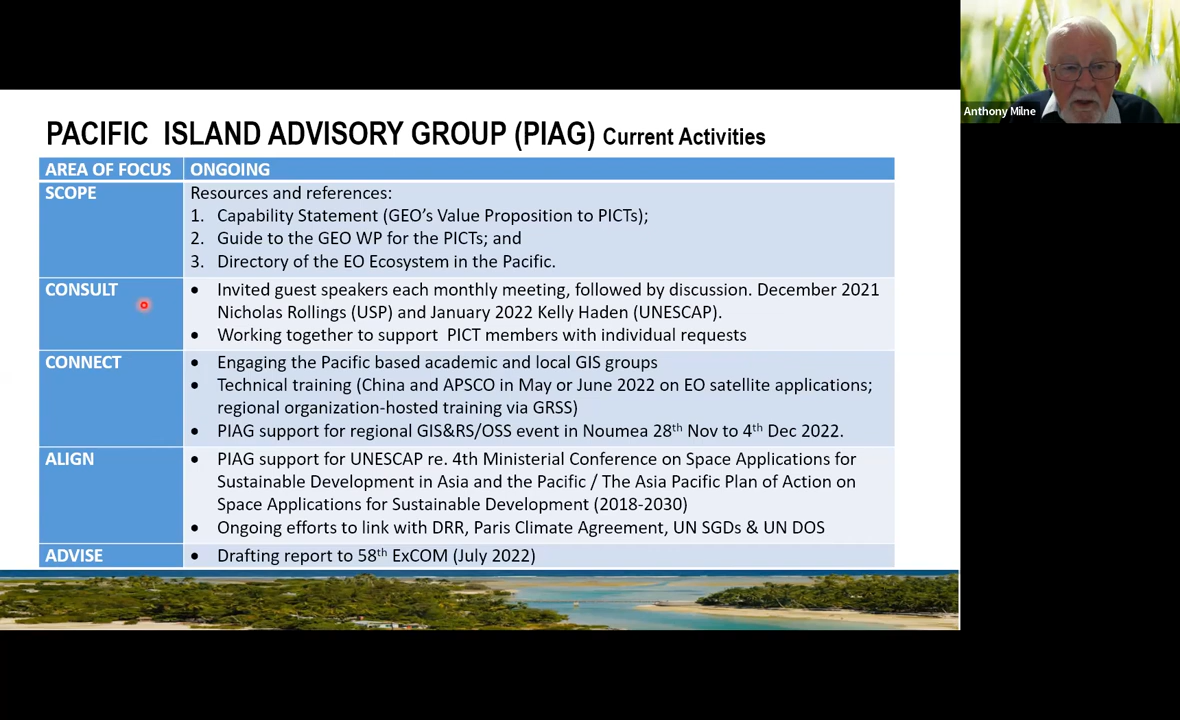 Anthony Milne
PACIFIC ISLAND ADVISORY GROUP (PIAG) Current Activities
AREA OF FOCUS ONGOING
SCOPE Resources and references:
1. Capability Statement (GEO’s Value Proposition to PICTs);
2. Guide to the GEO WP for the PICTs; and
3. Directory of the EO Ecosystem in the Pacific.
CONSULT • Invited guest speakers each monthly meeting, followed by discussion. December 2021
Nicholas Rollings (USP) and January 2022 Kelly Haden (UNESCAP).
• Working together to support PICT members with individual requests
CONNECT • Engaging the Pacific based academic and local GIS groups
• Technical training (China and APSCO in May or June 2022 on EO satellite applications;
regional organization-hosted training via GRSS)
• PIAG support for regional GIS&RS/OSS event in Noumea 28th Nov to 4th Dec 2022.
ALIGN • PIAG support for UNESCAP re. 4th Ministerial Conference on Space Applications for
Sustainable Development in Asia and the Pacific / The Asia Pacific Plan of Action on
Space Applications for Sustainable Development (2018-2030)
• Ongoing efforts to link with DRR, Paris Climate Agreement, UN SGDs & UN DOS
ADVISE • Drafting report to 58th ExCOM (July 2022)